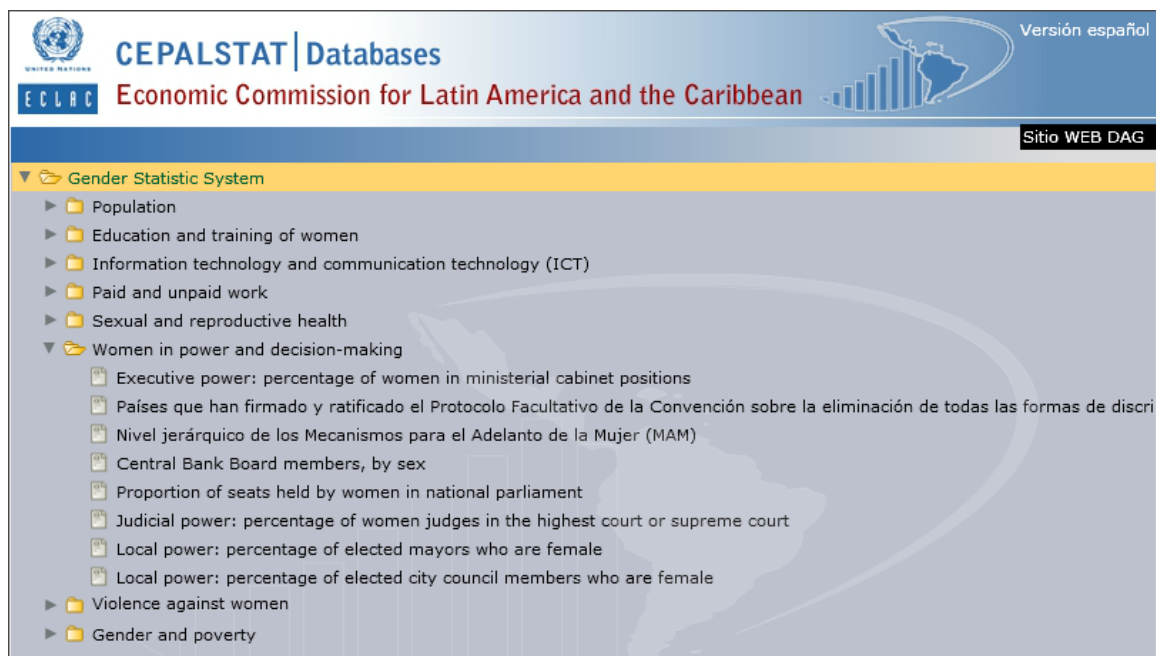 Versión español
CEPALSTAT | Databases
UNITED NATIONS
ECLAC
Economic Commission for Latin America and the Caribbean
Sitio WEB DAG
Gender Statistic System
Population
Education and training of women
Information technology and communication technology (ICT)
Paid and unpaid work
Sexual and reproductive health
Women in power and decision-making
Executive power: percentage of women in ministerial cabinet positions
Países que han firmado y ratificado el Protocolo Facultativo de la Convención sobre la eliminación de todas las formas de discri
Nivel jerárquico de los Mecanismos para el Adelanto de la Mujer (MAM)
Central Bank Board members, by sex
Proportion of seats held by women in national parliament
Judicial power: percentage of women judges in the highest court or supreme court
Local power: percentage of elected mayors who are female
Local power: percentage of elected city council members who are female
Violence against women
Gender and poverty